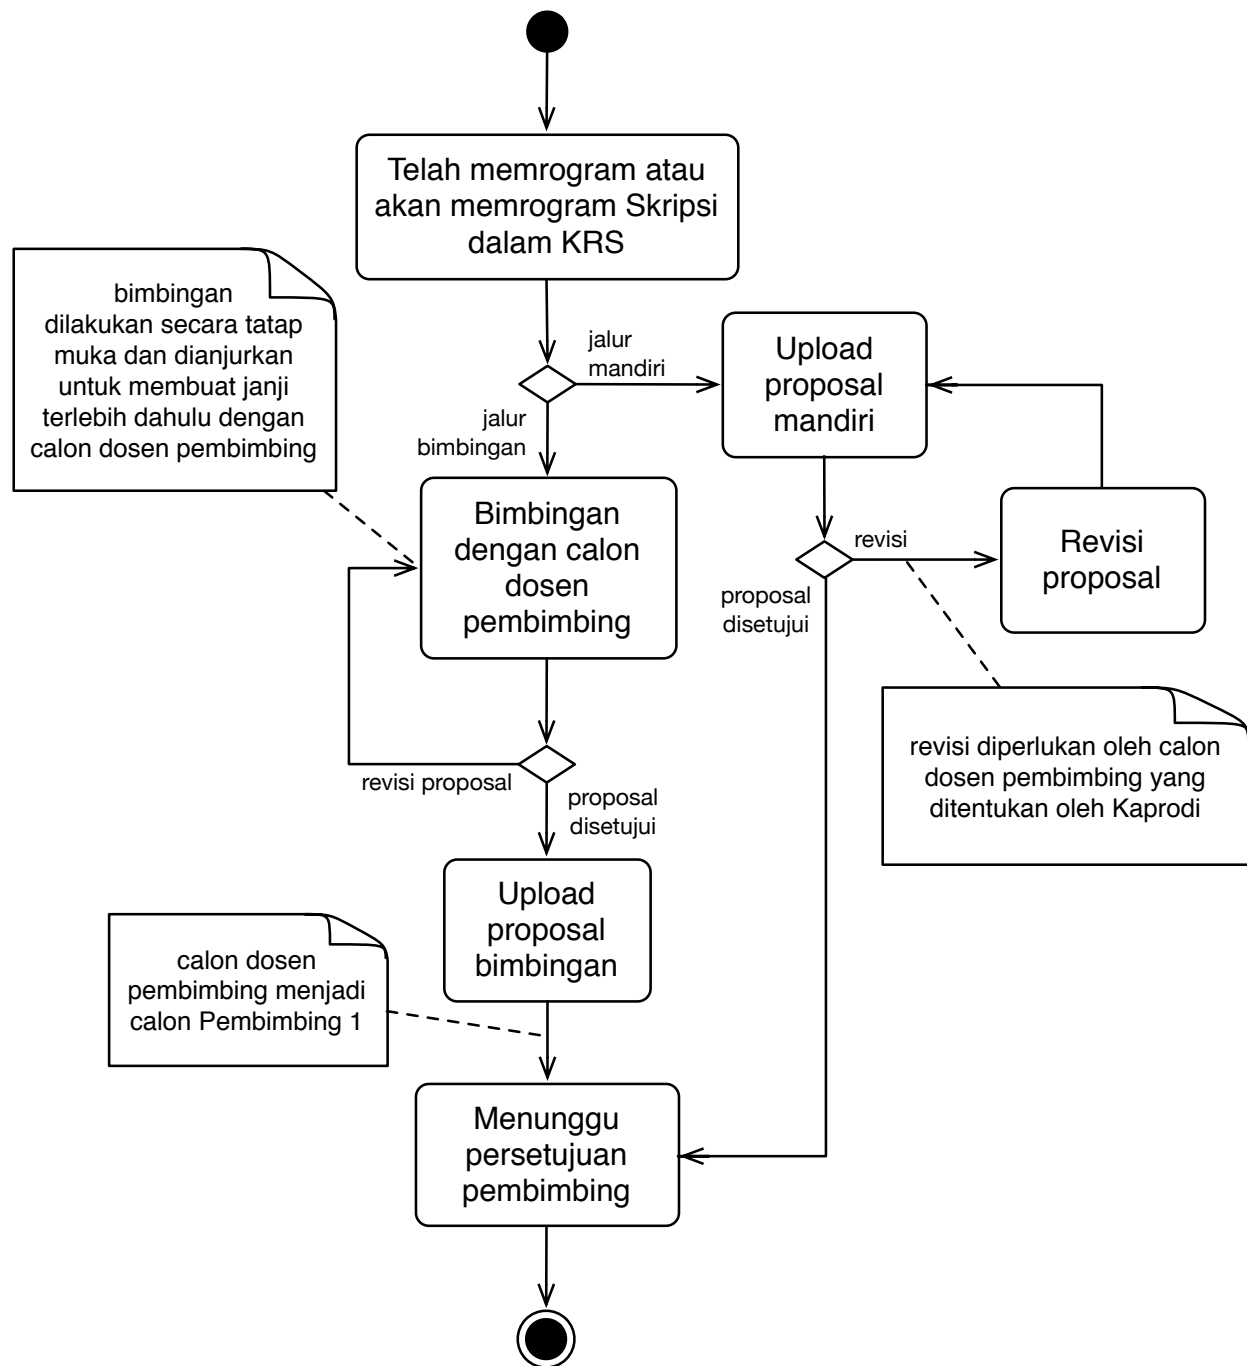 Telah memrogram atau
akan memrogram Skripsi
dalam KRS
bimbingan
dilakukan secara tatap
muka dan dianjurkan
untuk membuat janji
terlebih dahulu dengan
calon dosen pembimbing
jalur
mandiri
Upload
proposal
mandiri
jalur
bimbingan
Bimbingan
dengan calon
dosen
pembimbing
revisi
Revisi
proposal
proposal
disetujui
revisi diperlukan oleh calon
dosen pembimbing yang
ditentukan oleh Kaprodi
revisi proposal
proposal
disetujui
Upload
proposal
bimbingan
calon dosen
pembimbing menjadi
calon Pembimbing 1
Menunggu
persetujuan
pembimbing